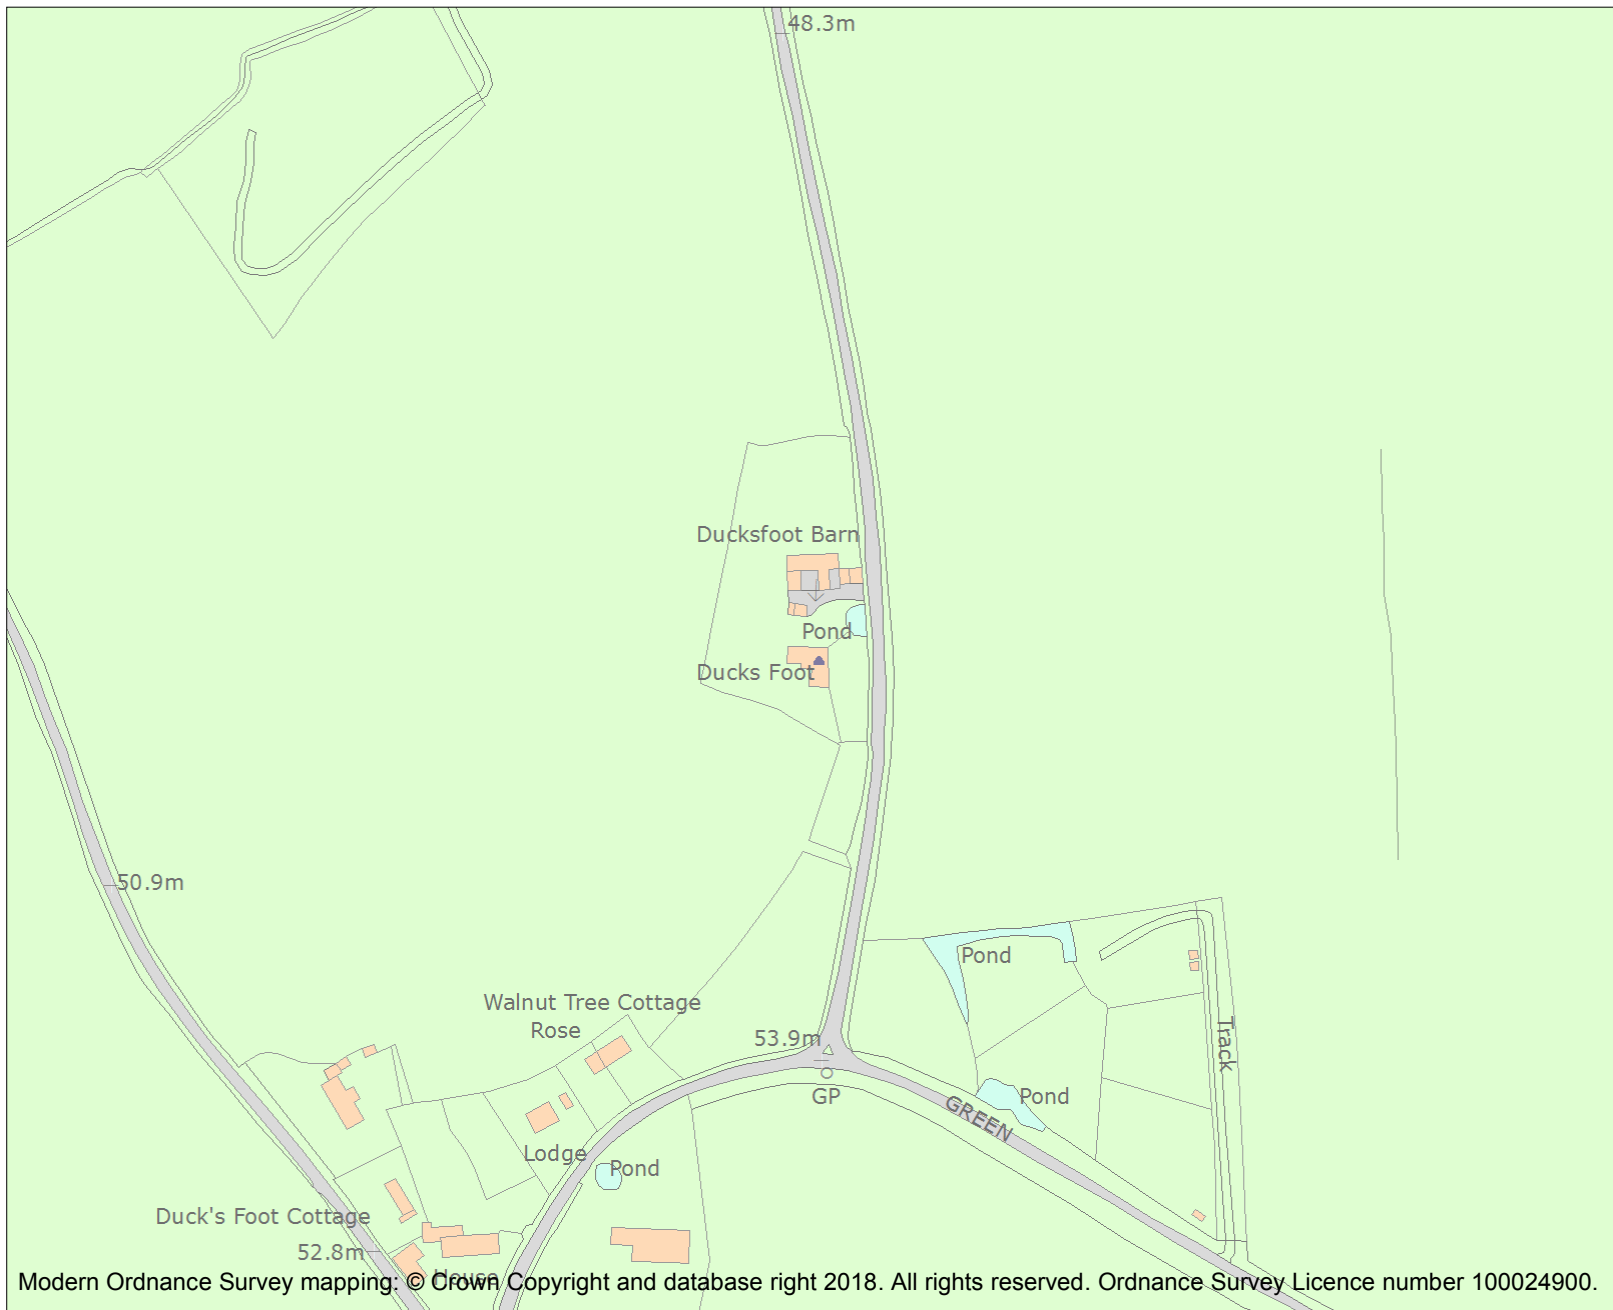 48.3m
Ducksfoot Barn
Pond
Ducks Foot
50.9m
Pond
Walnut Tree Cottage
Rose
53.9m
Track
GP
Pond
GREEN
Lodge
Pond
Duck's Foot Cottage
52.8m
House
Modern Ordnance Survey mapping: © Crown Copyright and database right 2018. All rights reserved. Ordnance Survey Licence number 100024900.